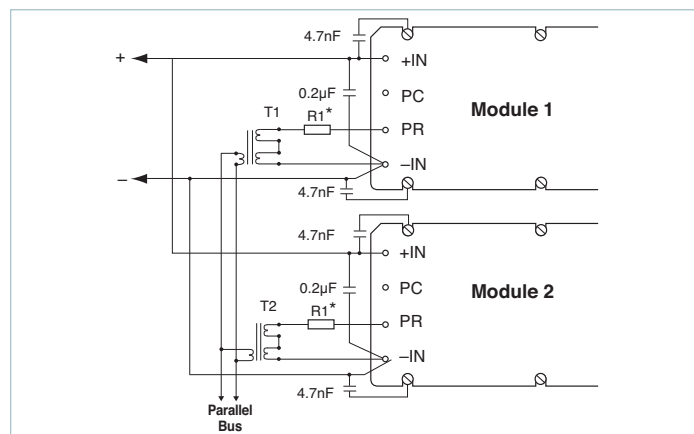 4.7nF
+
+IN
0.2µF
PC
Module 1
T1
R1*
PR
–IN
–
4.7nF
4.7nF
+IN
0.2µF
PC
Module 2
T2
R1*
PR
–IN
4.7nF
Parallel
Bus